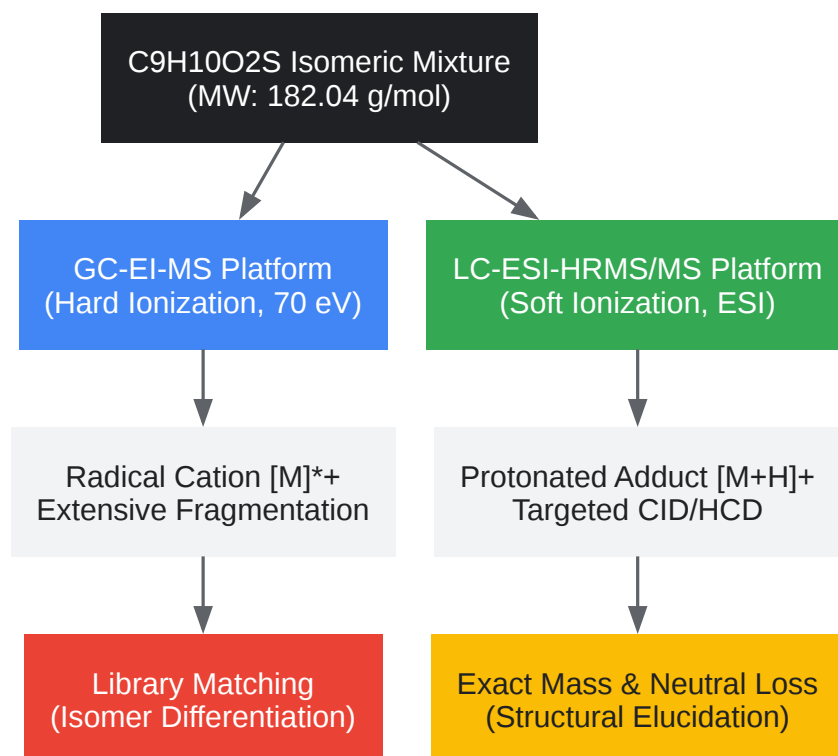 C9H10O2S Isomeric Mixture
(MW: 182.04 g/mol)
GC-EI-MS Platform
(Hard Ionization, 70 eV)
LC-ESI-HRMS/MS Platform
(Soft Ionization, ESI)
Radical Cation [M]*+
Extensive Fragmentation
Protonated Adduct [M+H]+
Targeted CID/HCD
Library Matching
(Isomer Differentiation)
Exact Mass & Neutral Loss
(Structural Elucidation)